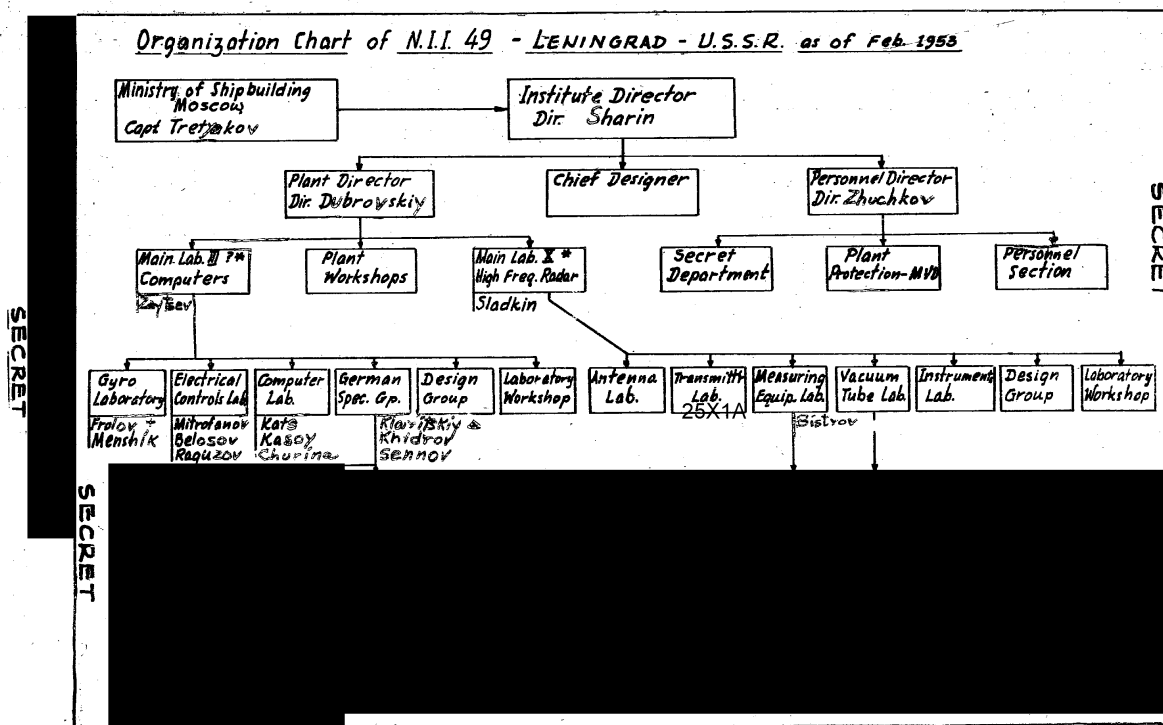 Organization Chart of N.I.I. 49 - LENINGRAD - U.S.S.R. as of Feb. 1953
Ministry of Shipbuilding
Moscow
Capt Tretyakov
Institute Director
Dir. Sharin
Plant Director
Dir. Dubrovskiy
Chief Designer
Personnel Director
Dir. Zhuchkov
Main Lab. III ?*
Computers
Zaytsev
Plant
Workshops
Main Lab. X *
High Freq. Radar
Sladkin
Secret
Department
Plant
Protection-MVD
Personnel
Section
Gyro
Laboratory
Frolov +
Menshik
Electrical
Controls Lab
Mitrofanov
Belosov
Raguzov
Computer
Lab.
Kats
Kasoy
Churina
German
Spec. Gp.
Khidrov
Sennov
Design
Group
Laboratory
Workshop
Antenna
Lab.
Lab.
25X1A
Measuring
Equip. Lab.
Bistrov
Vacuum
Tube Lab.
Instrument
Lab.
Design
Group
Laboratory
Workshop
SECRET
SECRET
SECRET